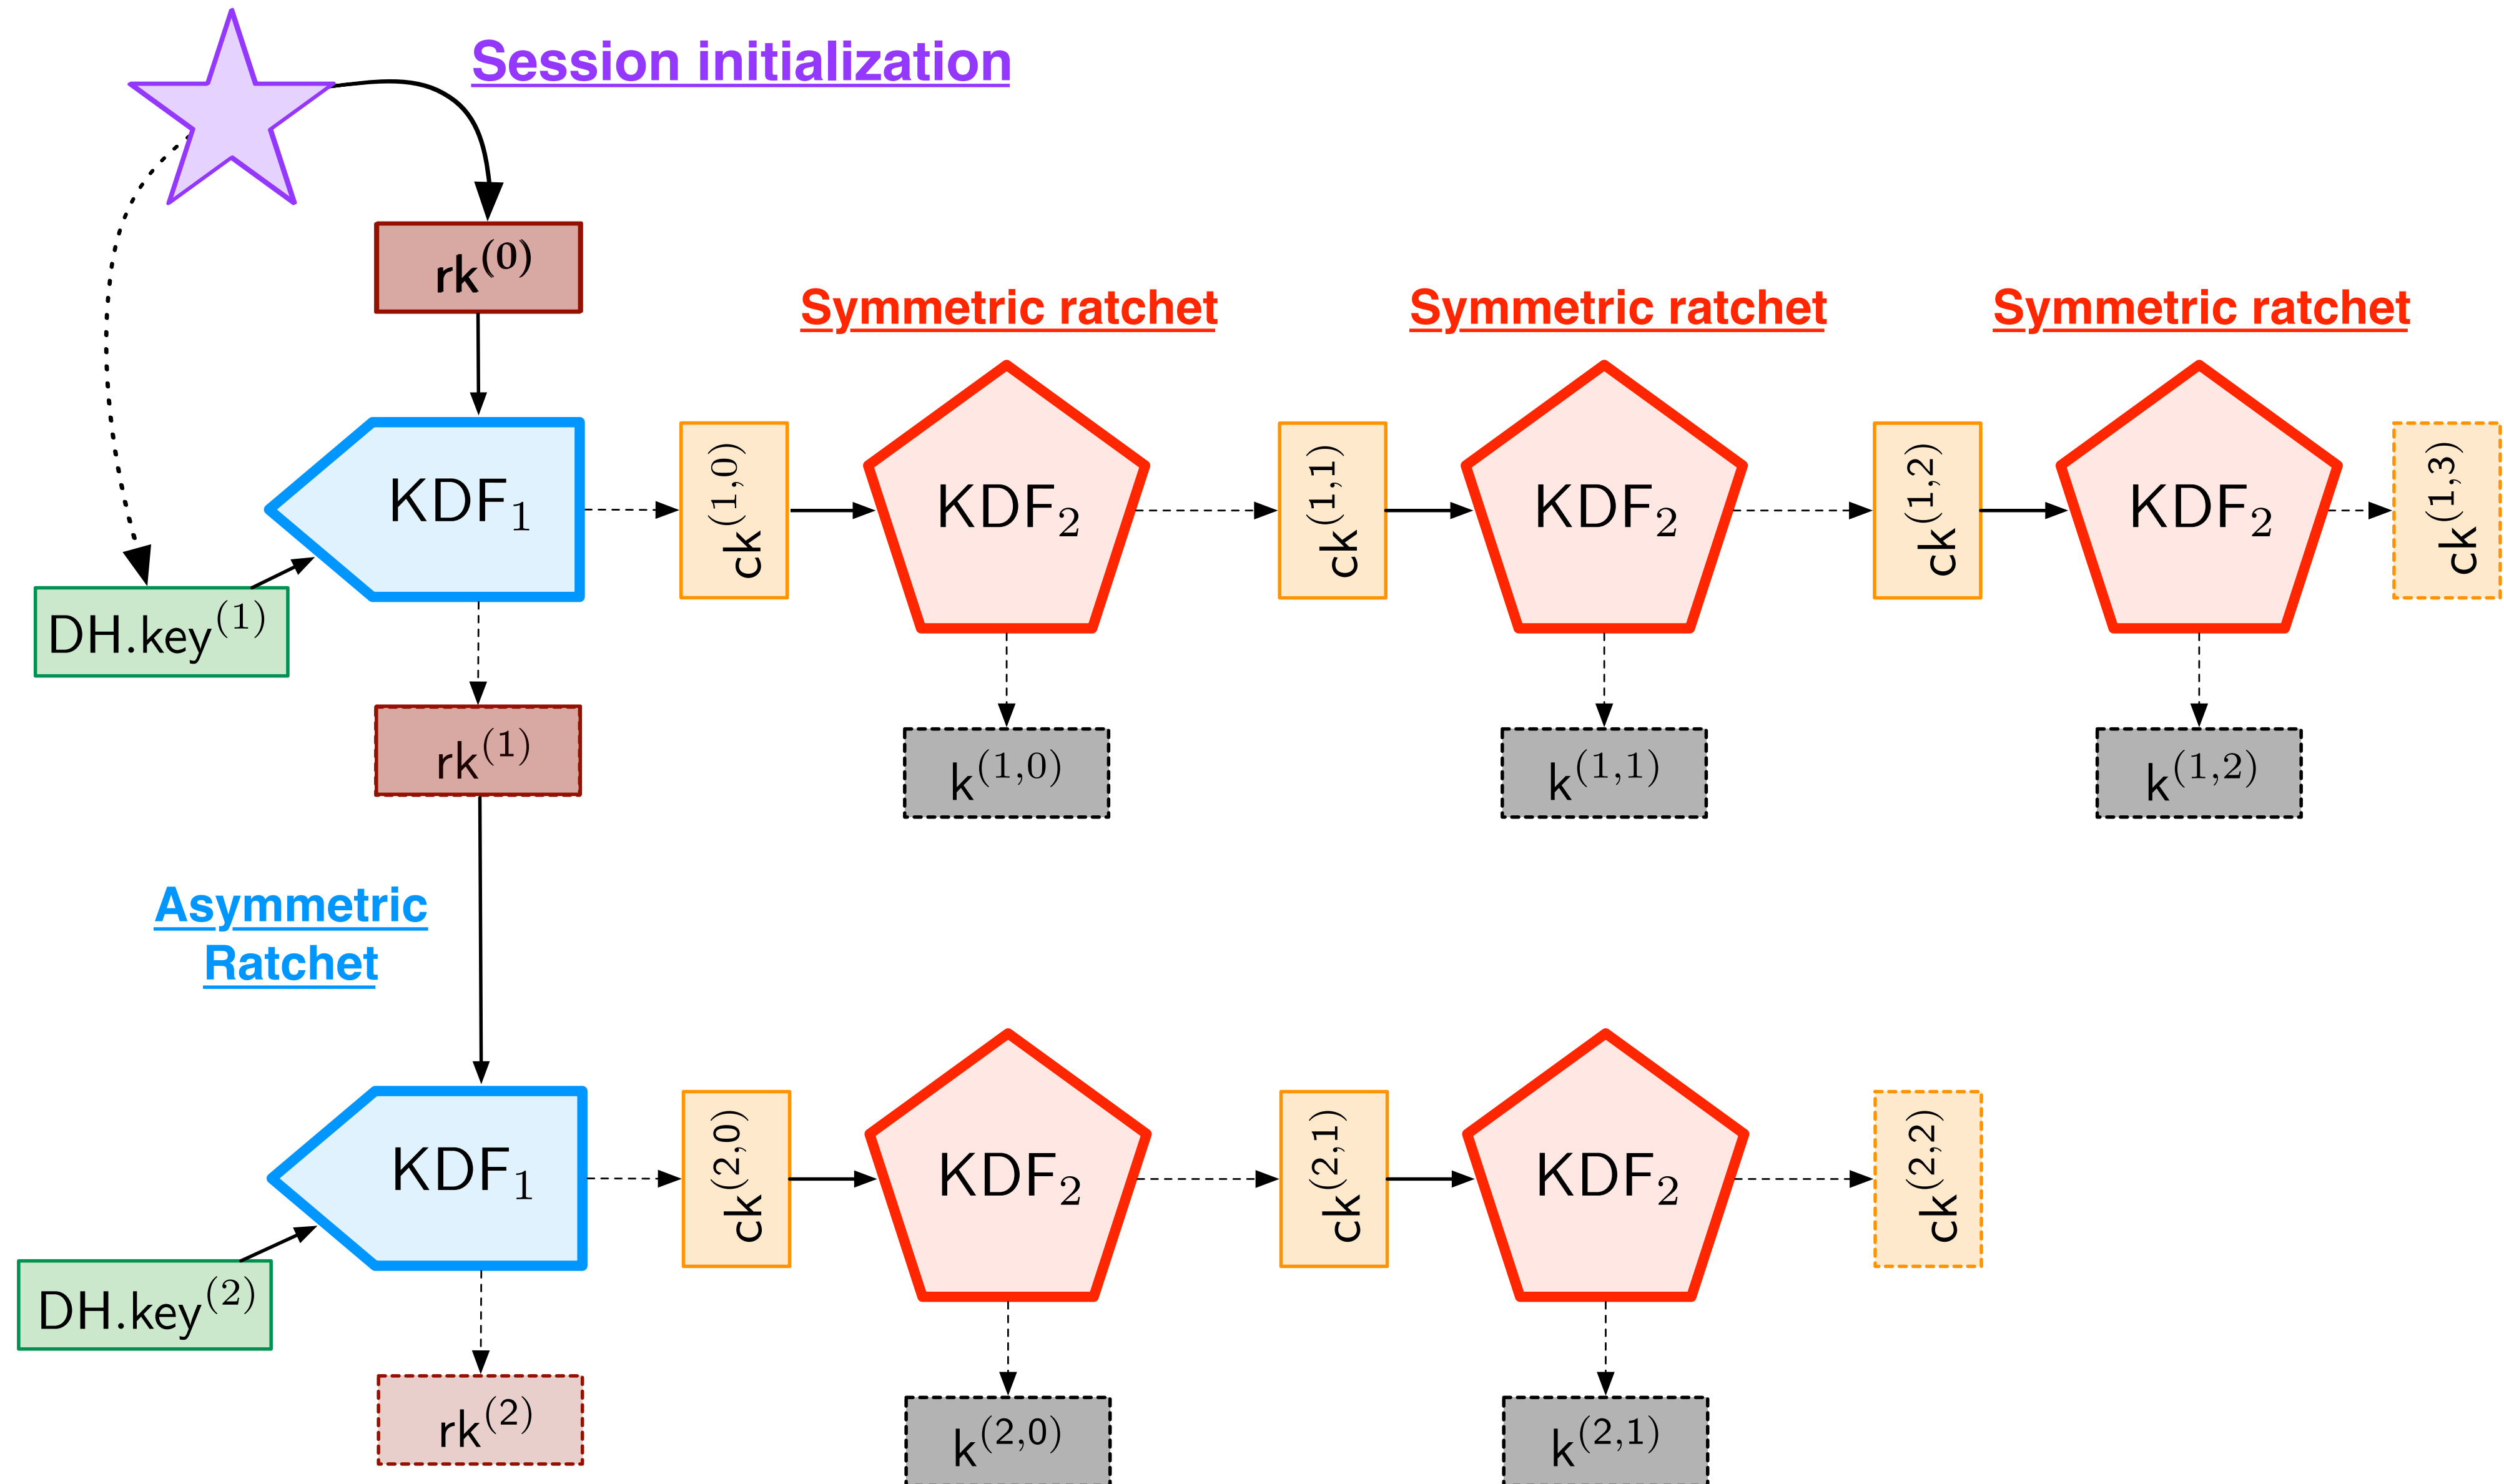 Session initialization
rk^(0)
Symmetric ratchet
Symmetric ratchet
Symmetric ratchet
KDF₁
ck^(1,0)
KDF₂
ck^(1,1)
KDF₂
ck^(1,2)
KDF₂
ck^(1,3)
DH.key^(1)
rk^(1)
k^(1,0)
k^(1,1)
k^(1,2)
Asymmetric
Ratchet
KDF₁
ck^(2,0)
KDF₂
ck^(2,1)
KDF₂
ck^(2,2)
DH.key^(2)
rk^(2)
k^(2,0)
k^(2,1)